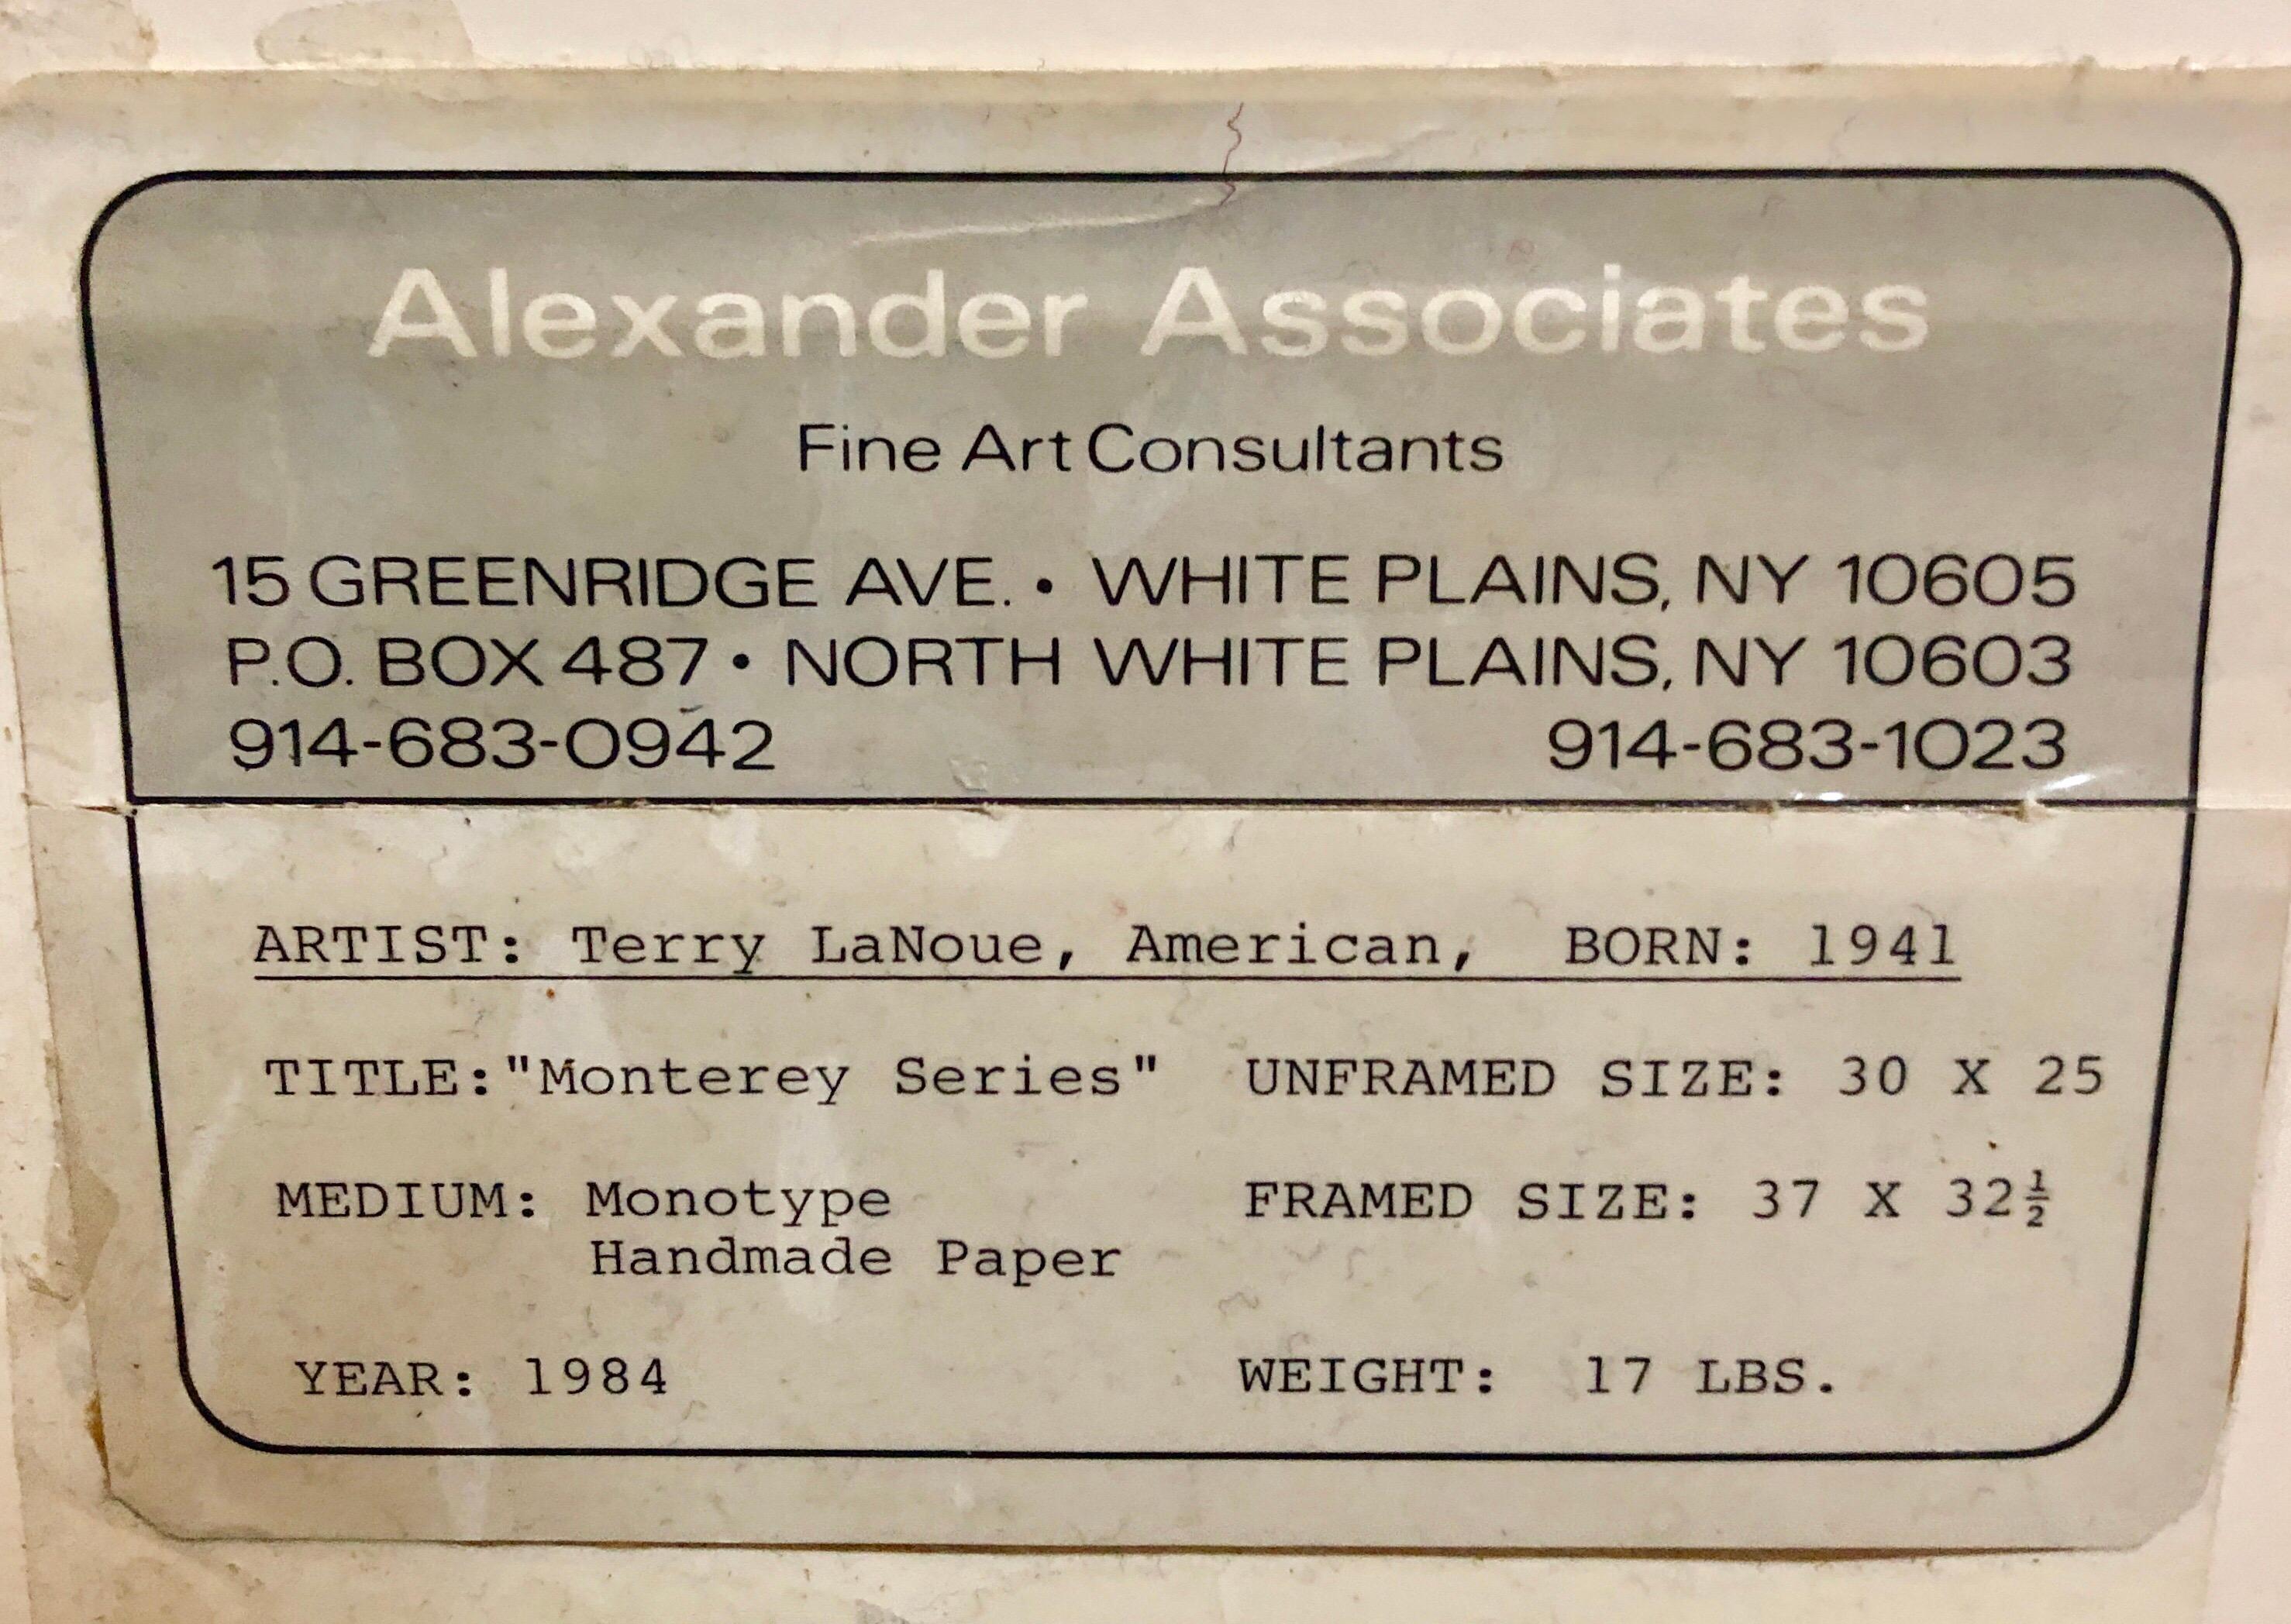 Alexander Associates
Fine Art Consultants
15 GREENRIDGE AVE. • WHITE PLAINS, NY 10605
P.O. BOX 487 • NORTH WHITE PLAINS, NY 10603
914-683-0942 914-683-1023
ARTIST: Terry LaNoue, American, BORN: 1941
TITLE:"Monterey Series" UNFRAMED SIZE: 30 X 25
MEDIUM: Monotype FRAMED SIZE: 37 X 32½
Handmade Paper
YEAR: 1984 WEIGHT: 17 LBS.